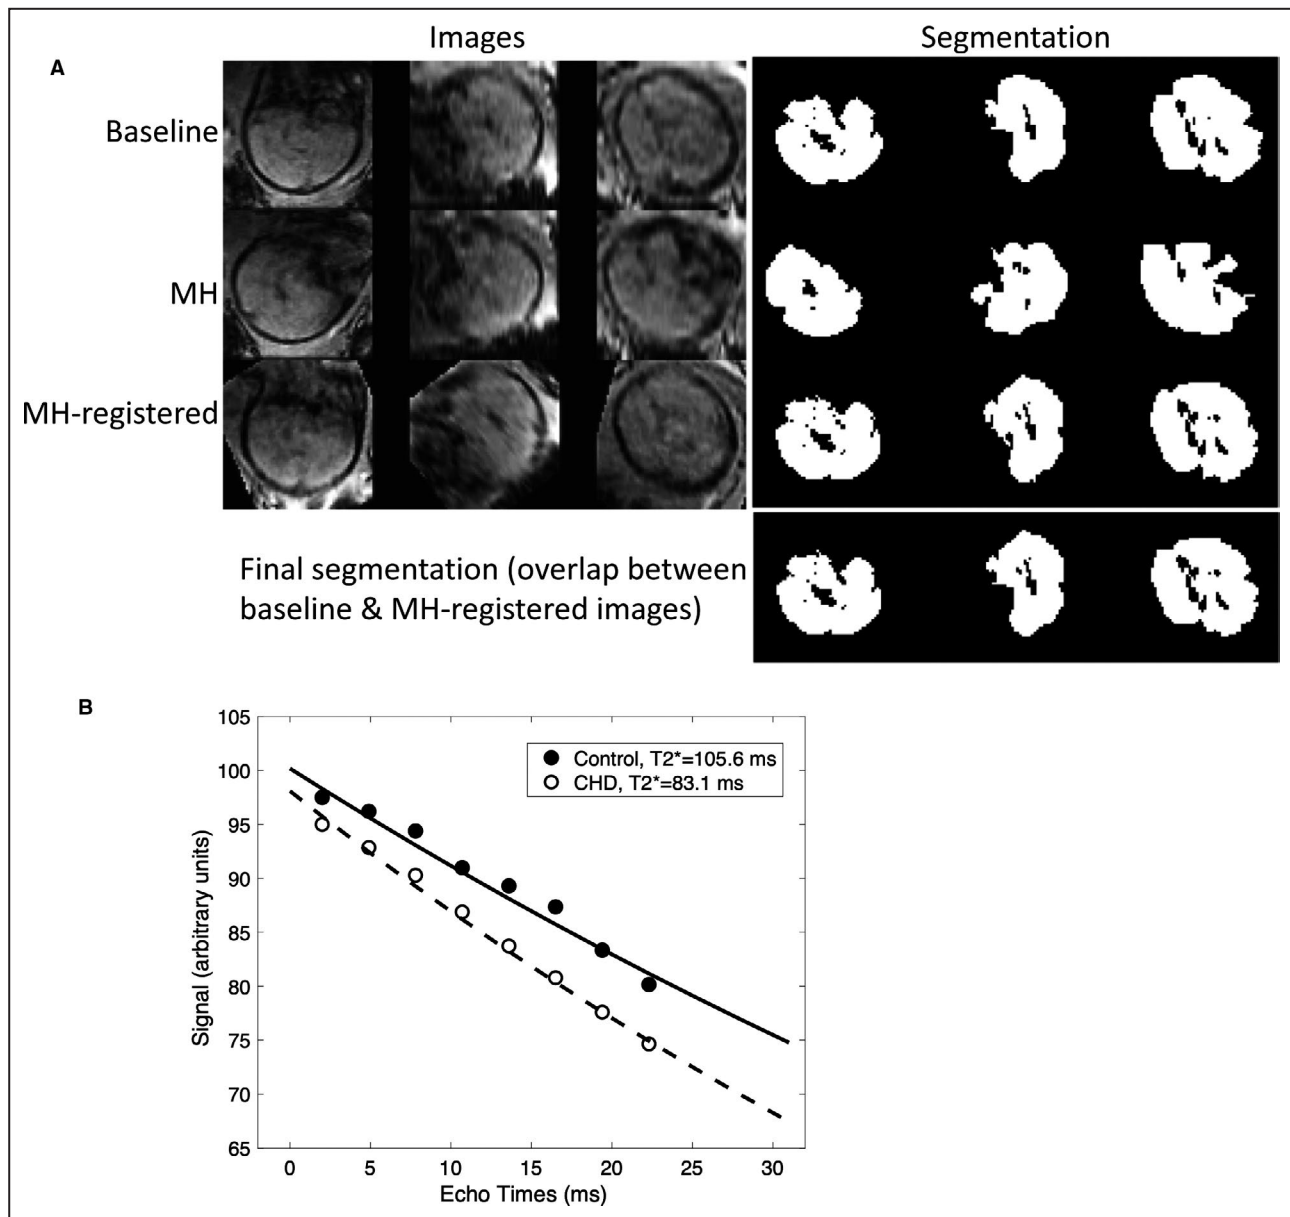 Images
Segmentation
A
Baseline
MH
MH-registered
Final segmentation (overlap between
baseline & MH-registered images)
B
105
100
95
90
85
80
75
70
65
Signal (arbitrary units)
Control, T2*=105.6 ms
CHD, T2*=83.1 ms
0 5 10 15 20 25 30
Echo Times (ms)